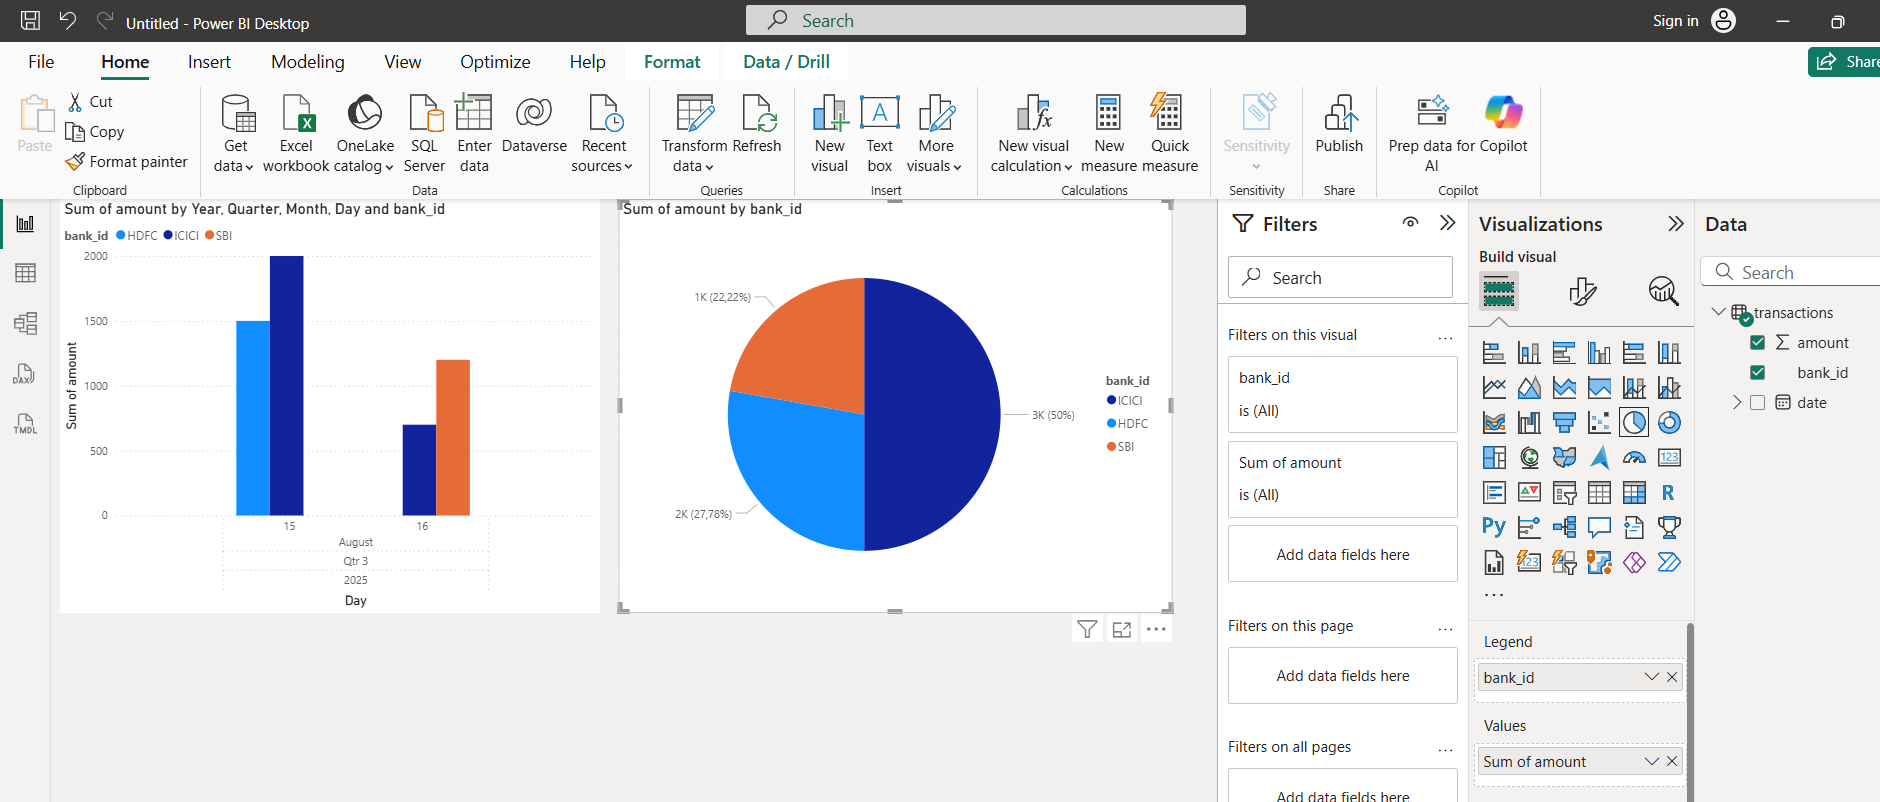 Untitled - Power BI Desktop
Search
Sign in
File
Home
Insert
Modeling
View
Optimize
Help
Format
Data / Drill
Share
Paste
Cut
Copy
Format painter
Clipboard
Get
data
Excel
workbook
OneLake
catalog
SQL
Server
Enter
data
Dataverse
Recent
sources
Data
Transform
data
Refresh
Queries
New
visual
Text
box
More
visuals
Insert
New visual
calculation
New
measure
Quick
measure
Calculations
Sensitivity
Sensitivity
Publish
Share
Prep data for
AI
Copilot
Copilot
DAX
TMDL
Sum of amount by Year, Quarter, Month, Day and bank_id
bank_id HDFC ICICI SBI
2000
1500
1000
500
0
Sum of amount
15
16
August
Qtr 3
2025
Day
Sum of amount by bank_id
1K (22,22%)
2K (27,78%)
3K (50%)
bank_id
ICICI
HDFC
SBI
Filters
Search
Filters on this visual
bank_id
is (All)
Sum of amount
is (All)
Add data fields here
Filters on this page
Add data fields here
Filters on all pages
Add data fields here
Visualizations
Build visual
123
R
Py
123
Legend
bank_id
Values
Sum of amount
Data
Search
transactions
amount
bank_id
date